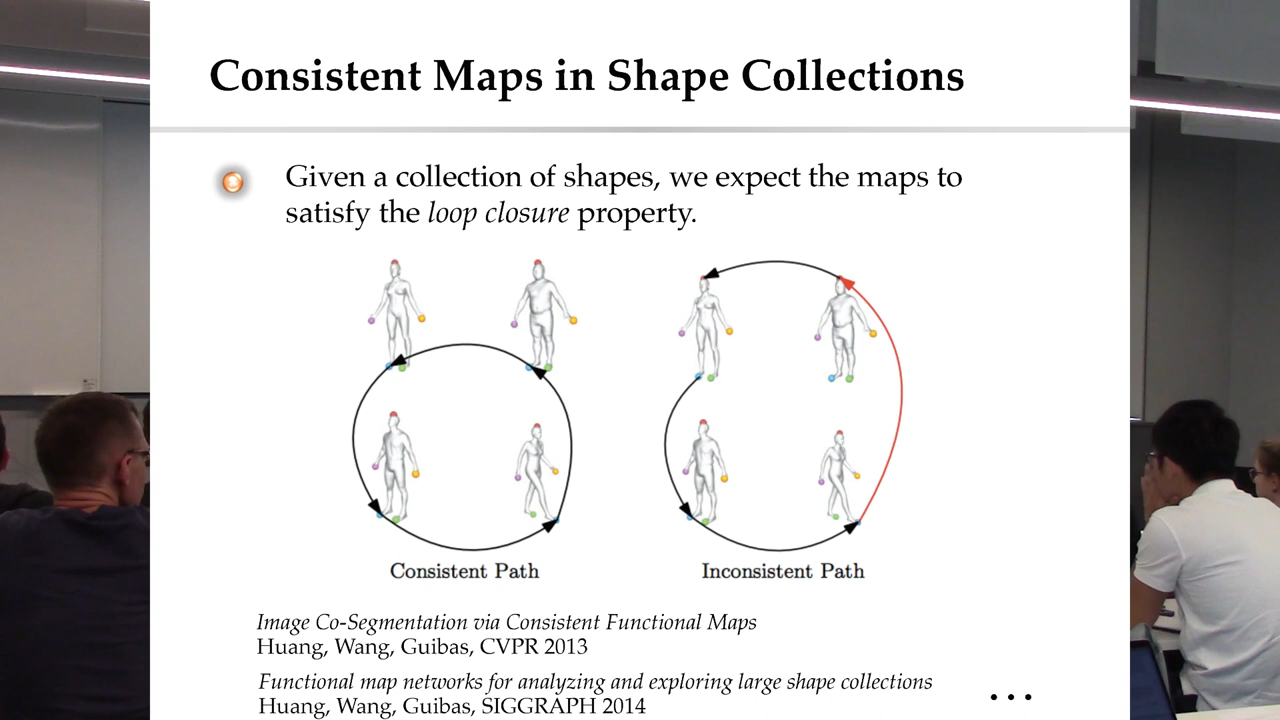 Consistent Maps in Shape Collections
Given a collection of shapes, we expect the maps to
satisfy the loop closure property.
Consistent Path
Inconsistent Path
Image Co-Segmentation via Consistent Functional Maps
Huang, Wang, Guibas, CVPR 2013
Functional map networks for analyzing and exploring large shape collections
Huang, Wang, Guibas, SIGGRAPH 2014
...